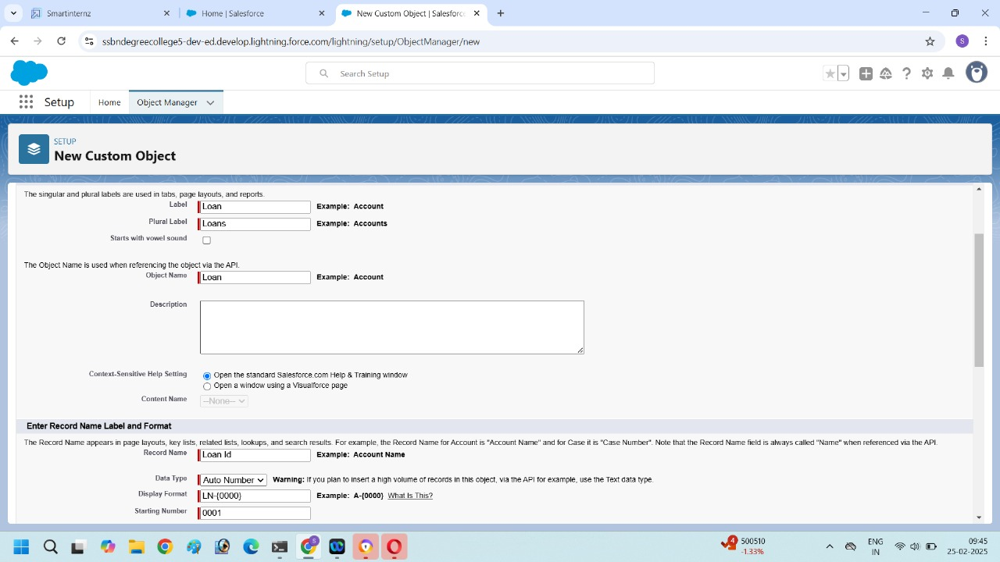 Smartinternz
Home | Salesforce
New Custom Object | Salesforc
ssbndegreecollege5-dev-ed.develop.lightning.force.com/lightning/setup/ObjectManager/new
S
Search Setup
Setup
Home
Object Manager
SETUP
New Custom Object
The singular and plural labels are used in tabs, page layouts, and reports.
Label Loan Example: Account
Plural Label Loans Example: Accounts
Starts with vowel sound
The Object Name is used when referencing the object via the API.
Object Name Loan Example: Account
Description
Context-Sensitive Help Setting Open the standard Salesforce.com Help & Training window
Open a window using a Visualforce page
Content Name --None--
Enter Record Name Label and Format
The Record Name appears in page layouts, key lists, related lists, lookups, and search results. For example, the Record Name for Account is "Account Name" and for Case it is "Case Number". Note that the Record Name field is always called "Name" when referenced via the API.
Record Name Loan Id Example: Account Name
Data Type Auto Number Warning: If you plan to insert a high volume of records in this object, via the API for example, use the Text data type.
Display Format LN-{0000} Example: A-{0000} What Is This?
Starting Number 0001
4 500510
-1.33%
ENG
IN
09:45
25-02-2025